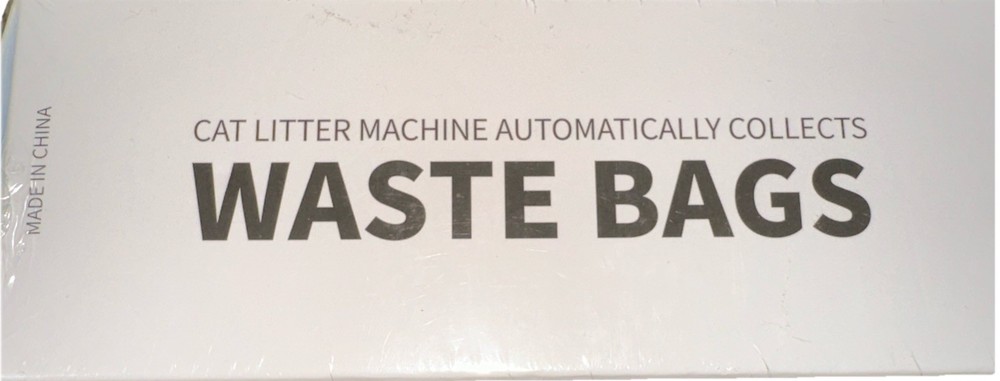 CAT LITTER MACHINE AUTOMATICALLY COLLECTS
WASTE BAGS
MADE IN CHINA